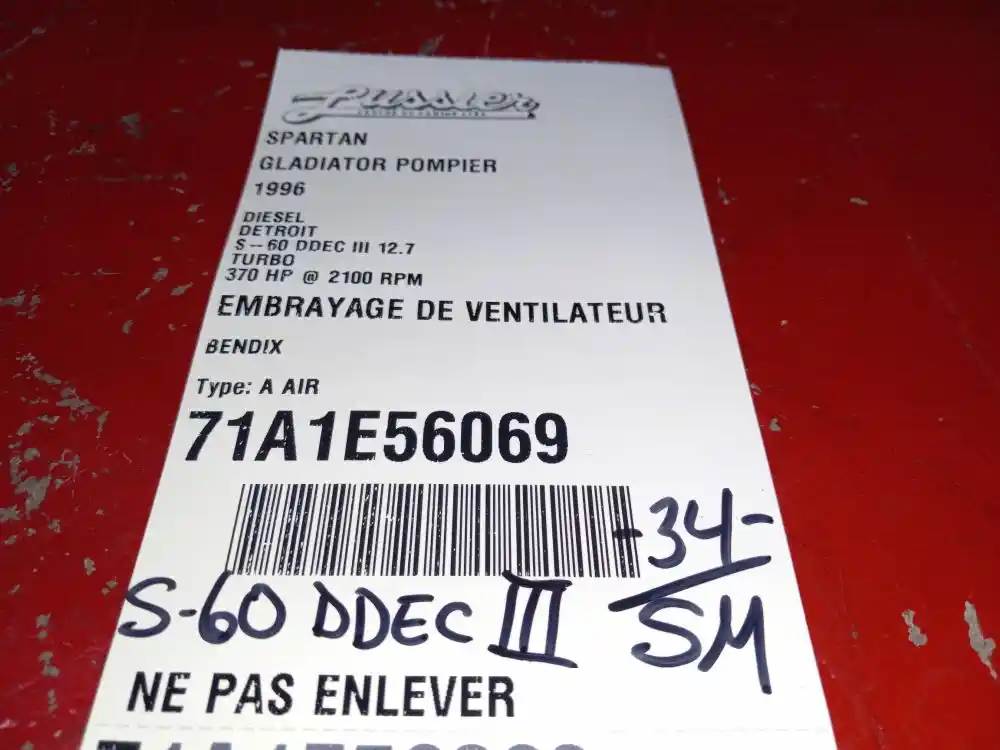 SPARTAN
GLADIATOR POMPIER
1996
DIESEL
DETROIT
S-60 DDEC III 12.7
TURBO
370 HP @ 2100 RPM
EMBRAYAGE DE VENTILATEUR
BENDIX
Type: A AIR
71A1E56069
-34-
S-60 DDEC III SM
NE PAS ENLEVER